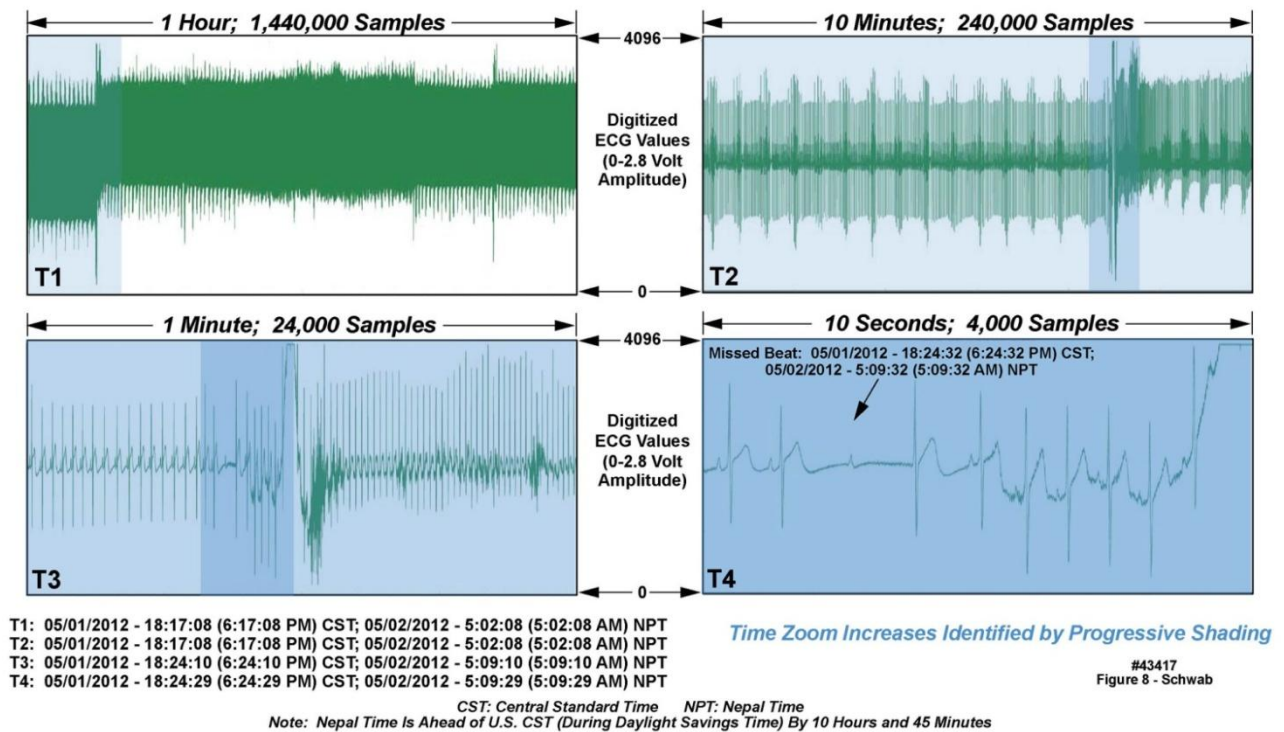 1 Hour; 1,440,000 Samples
4096
10 Minutes; 240,000 Samples
Digitized
ECG Values
(0-2.8 Volt
Amplitude)
T1
T2
0
1 Minute; 24,000 Samples
4096
10 Seconds; 4,000 Samples
Missed Beat: 05/01/2012 - 18:24:32 (6:24:32 PM) CST;
05/02/2012 - 5:09:32 (5:09:32 AM) NPT
Digitized
ECG Values
(0-2.8 Volt
Amplitude)
T3
T4
0
T1: 05/01/2012 - 18:17:08 (6:17:08 PM) CST; 05/02/2012 - 5:02:08 (5:02:08 AM) NPT
T2: 05/01/2012 - 18:17:08 (6:17:08 PM) CST; 05/02/2012 - 5:02:08 (5:02:08 AM) NPT
T3: 05/01/2012 - 18:24:10 (6:24:10 PM) CST; 05/02/2012 - 5:09:10 (5:09:10 AM) NPT
T4: 05/01/2012 - 18:24:29 (6:24:29 PM) CST; 05/02/2012 - 5:09:29 (5:09:29 AM) NPT
Time Zoom Increases Identified by Progressive Shading
#43417
Figure 8 - Schwab
CST: Central Standard Time NPT: Nepal Time
Note: Nepal Time Is Ahead of U.S. CST (During Daylight Savings Time) By 10 Hours and 45 Minutes